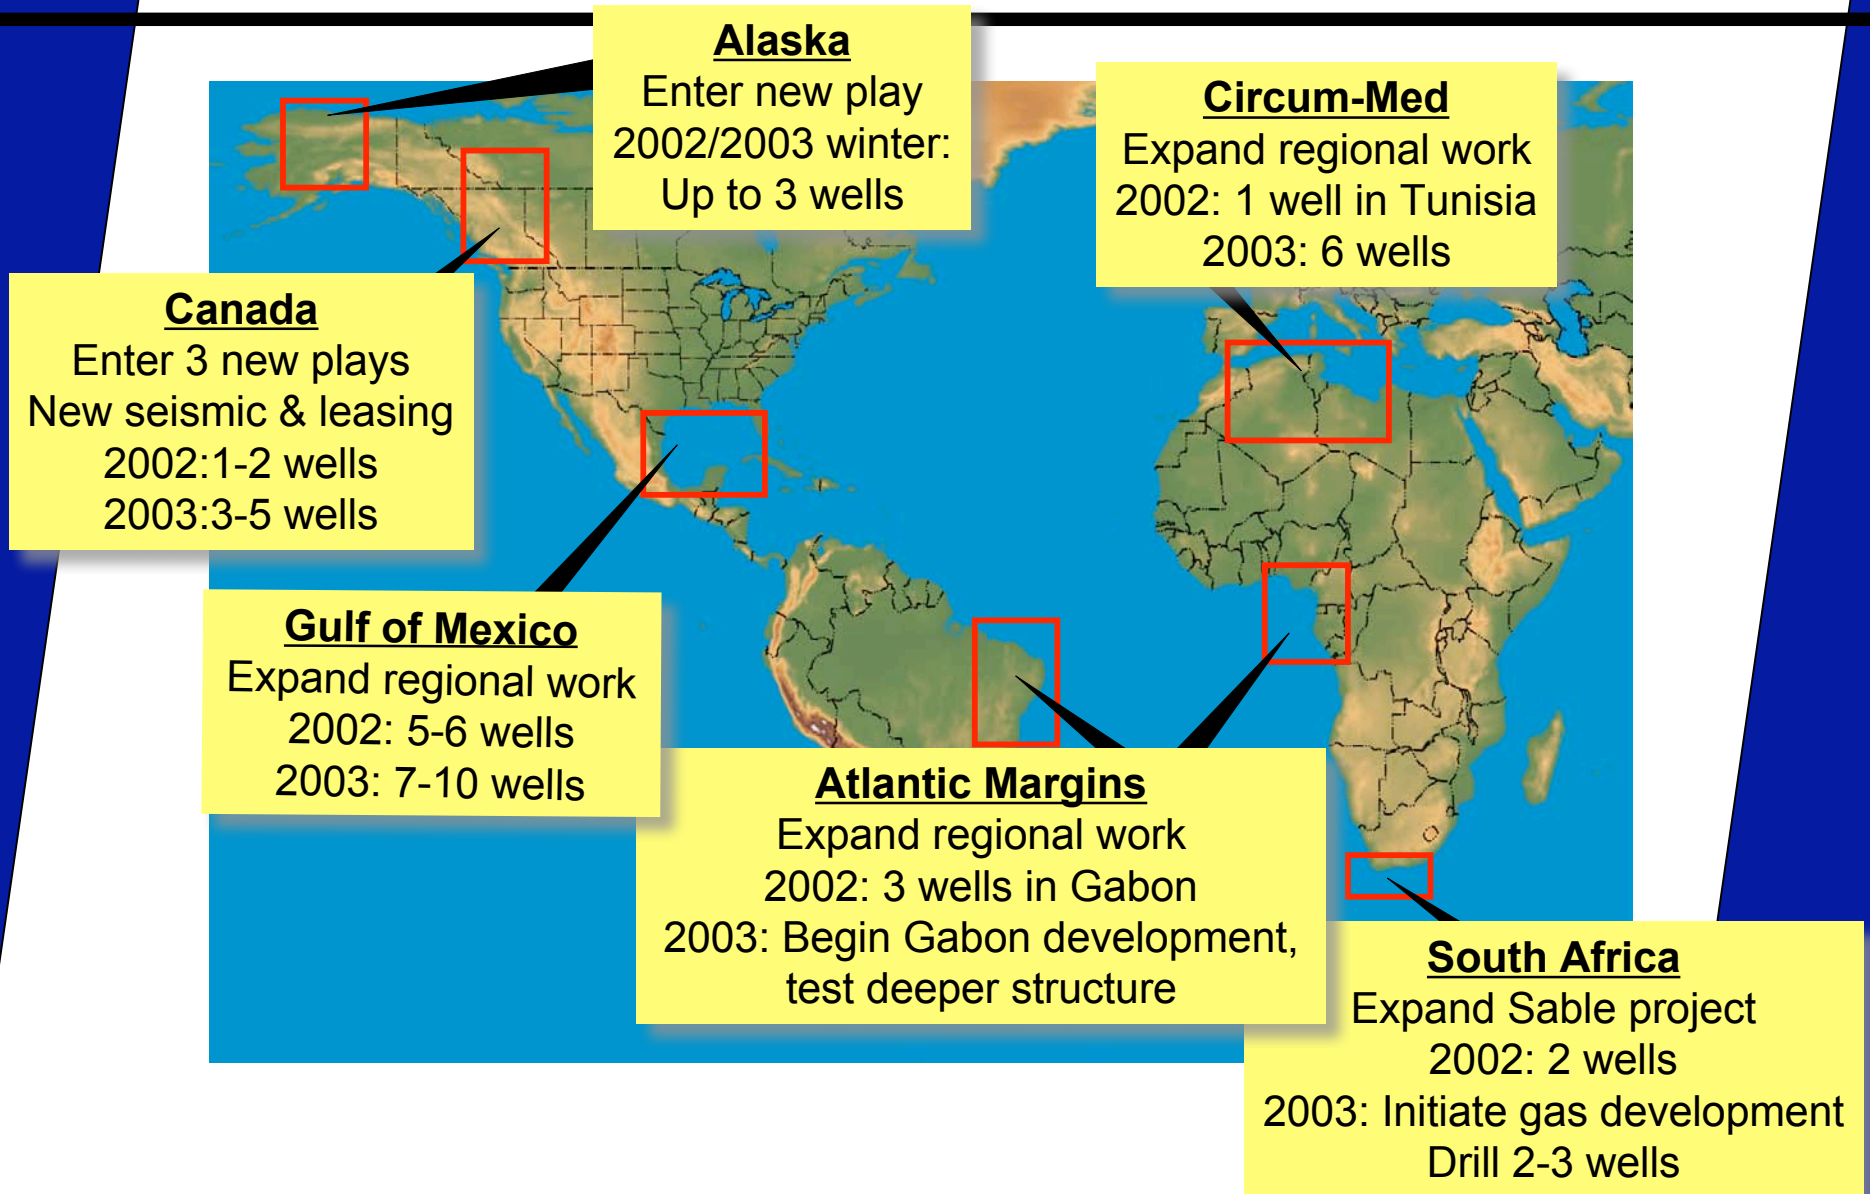 Alaska
Enter new play
2002/2003 winter:
Up to 3 wells
Circum-Med
Expand regional work
2002: 1 well in Tunisia
2003: 6 wells
Canada
Enter 3 new plays
New seismic & leasing
2002:1-2 wells
2003:3-5 wells
Gulf of Mexico
Expand regional work
2002: 5-6 wells
2003: 7-10 wells
Atlantic Margins
Expand regional work
2002: 3 wells in Gabon
2003: Begin Gabon development,
test deeper structure
South Africa
Expand Sable project
2002: 2 wells
2003: Initiate gas development
Drill 2-3 wells